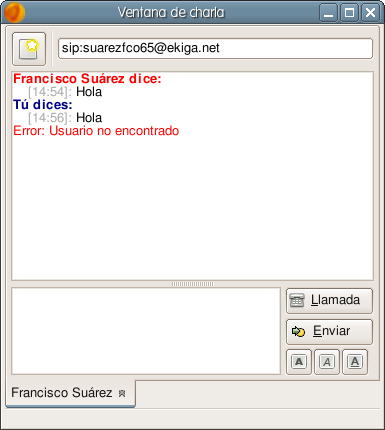 Ventana de charla
sip:suarezfco65@ekiga.net
Francisco Suárez dice:
[14:54]: Hola
Tú dices:
[14:56]: Hola
Error: Usuario no encontrado
Llamada
Enviar
A A A
Francisco Suárez